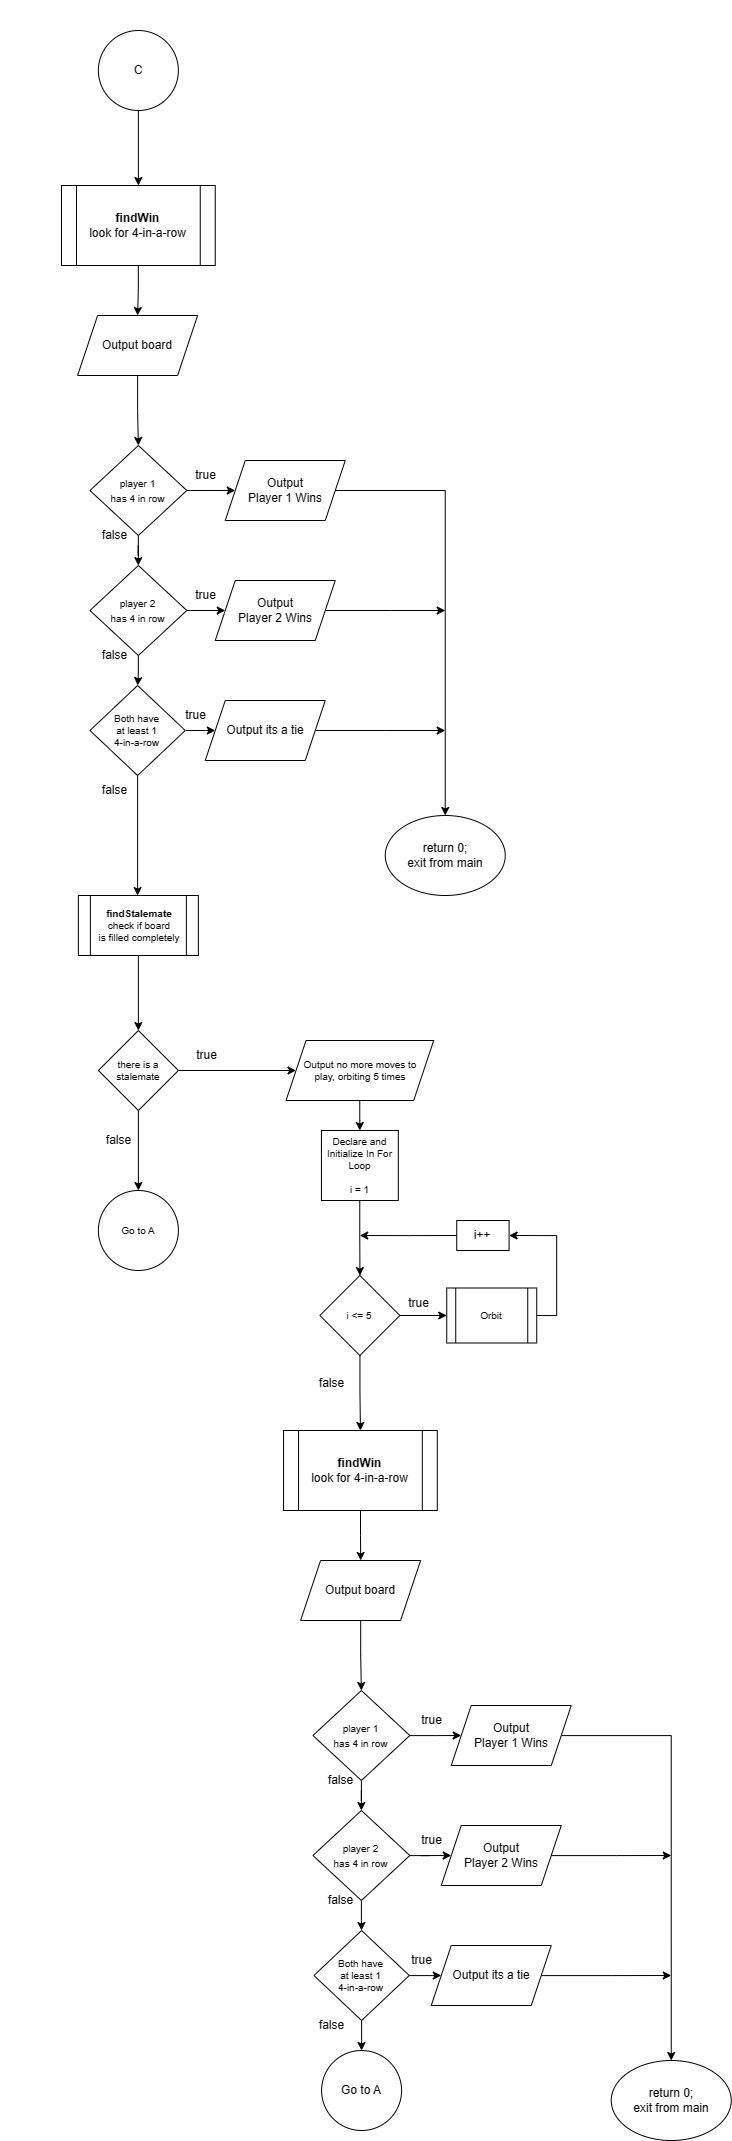 C
findWin
look for 4-in-a-row
Output board
player 1
has 4 in row
true
Output
Player 1 Wins
false
player 2
has 4 in row
true
Output
Player 2 Wins
false
Both have
at least 1
4-in-a-row
true
Output its a tie
false
return 0;
exit from main
findStalemate
check if board
is filled completely
there is a
stalemate
true
Output no more moves to
play, orbiting 5 times
false
Go to A
Declare and
Initialize In For
Loop
i = 1
i++
i <= 5
true
Orbit
false
findWin
look for 4-in-a-row
Output board
player 1
has 4 in row
true
Output
Player 1 Wins
false
player 2
has 4 in row
true
Output
Player 2 Wins
false
Both have
at least 1
4-in-a-row
true
Output its a tie
false
Go to A
return 0;
exit from main